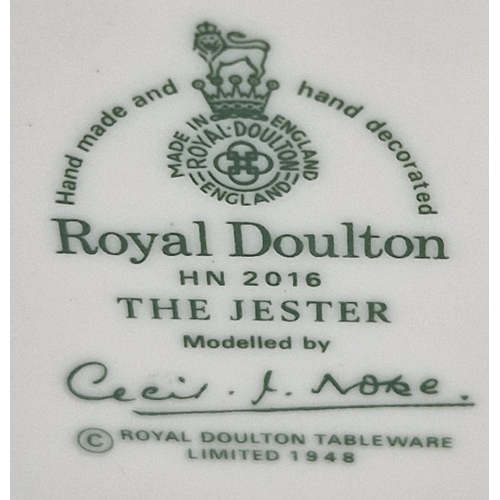 Hand made and hand decorated
MADE IN ENGLAND
ROYAL·DOULTON
ENGLAND
Royal Doulton
HN 2016
THE JESTER
Modelled by
Cecil. J. Noke.
© ROYAL DOULTON TABLEWARE
LIMITED 1948